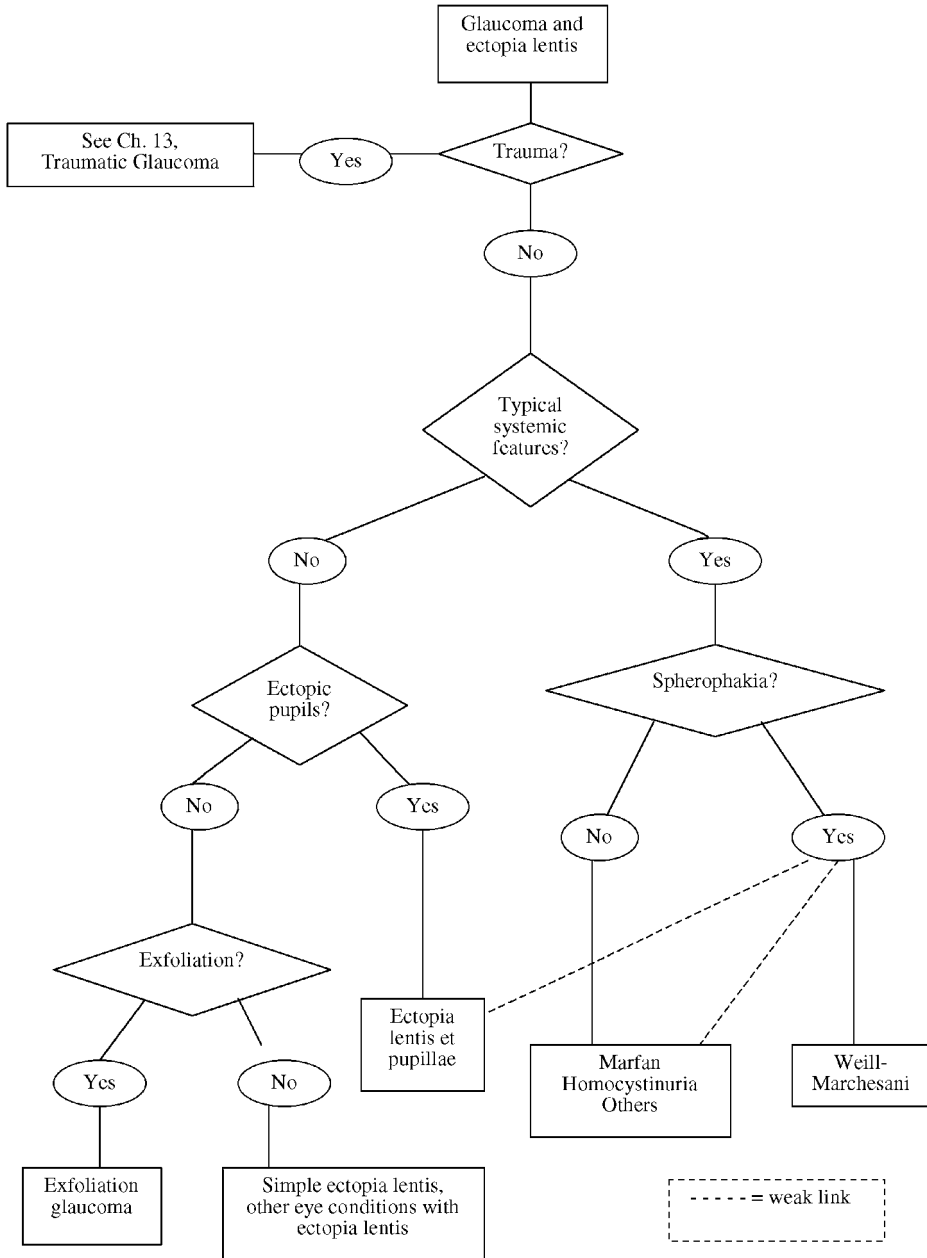 Glaucoma and
ectopia lentis
See Ch. 13,
Traumatic Glaucoma
Yes
Trauma?
No
Typical
systemic
features?
No
Yes
Ectopic
pupils?
Spherophakia?
No
Yes
No
Yes
Exfoliation?
Ectopia
lentis et
pupillae
Marfan
Homocystinuria
Others
Weill-
Marchesani
Yes
No
Exfoliation
glaucoma
Simple ectopia lentis,
other eye conditions with
ectopia lentis
- - - - - = weak link